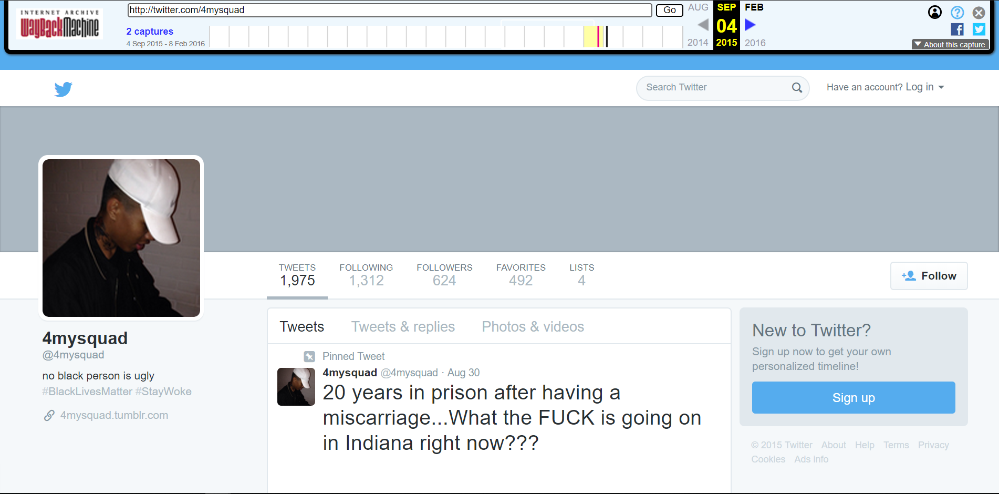 INTERNET ARCHIVE
WayBackMachine
http://twitter.com/4mysquad
Go
2 captures
4 Sep 2015 - 8 Feb 2016
AUG SEP FEB
04
2014 2015 2016
f
About this capture
Search Twitter
Have an account? Log in
TWEETS FOLLOWING FOLLOWERS FAVORITES LISTS
1,975 1,312 624 492 4
Follow
4mysquad
@4mysquad
no black person is ugly
#BlackLivesMatter #StayWoke
4mysquad.tumblr.com
Tweets Tweets & replies Photos & videos
Pinned Tweet
4mysquad @4mysquad · Aug 30
20 years in prison after having a
miscarriage...What the FUCK is going on
in Indiana right now???
New to Twitter?
Sign up now to get your own
personalized timeline!
Sign up
© 2015 Twitter About Help Terms Privacy
Cookies Ads info